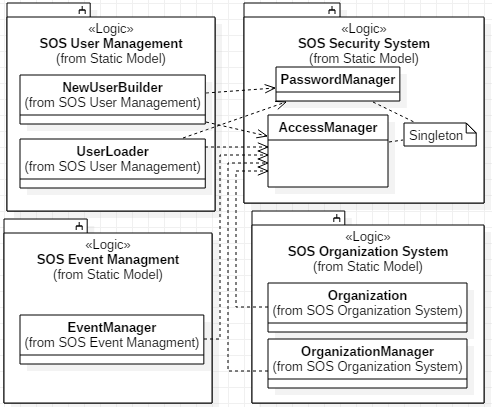 «Logic»
SOS User Management
(from Static Model)
NewUserBuilder
(from SOS User Management)
UserLoader
(from SOS User Management)
«Logic»
SOS Security System
(from Static Model)
PasswordManager
AccessManager
Singleton
«Logic»
SOS Event Managment
(from Static Model)
EventManager
(from SOS Event Managment)
«Logic»
SOS Organization System
(from Static Model)
Organization
(from SOS Organization System)
OrganizationManager
(from SOS Organization System)